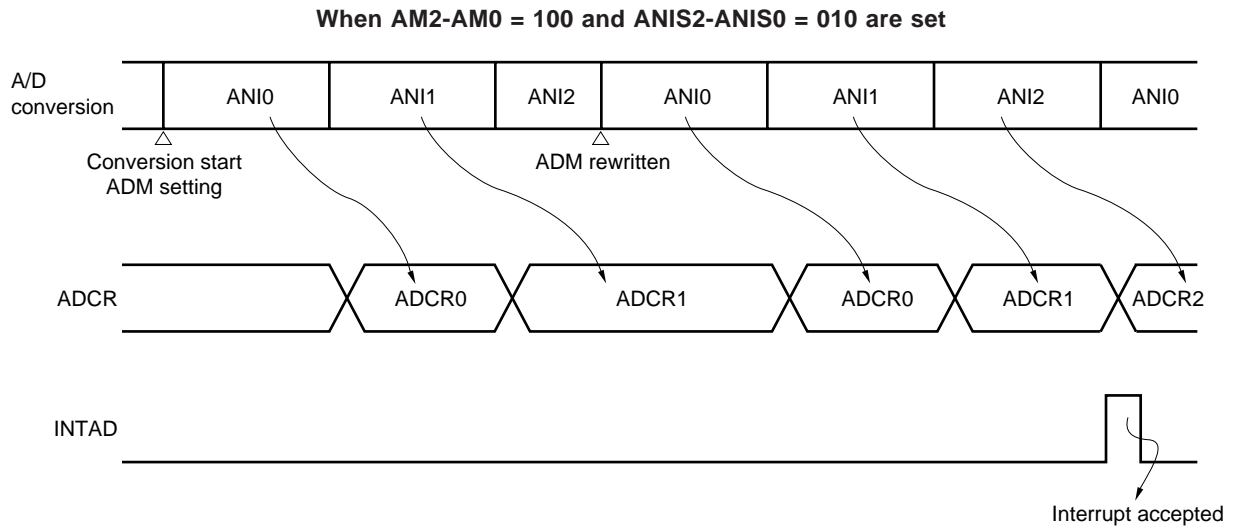 When AM2-AM0 = 100 and ANIS2-ANIS0 = 010 are set
A/D
conversion
ANI0 ANI1 ANI2 ANI0 ANI1 ANI2 ANI0
Conversion start
ADM setting
ADM rewritten
ADCR ADCR0 ADCR1 ADCR0 ADCR1 ADCR2
INTAD
Interrupt accepted